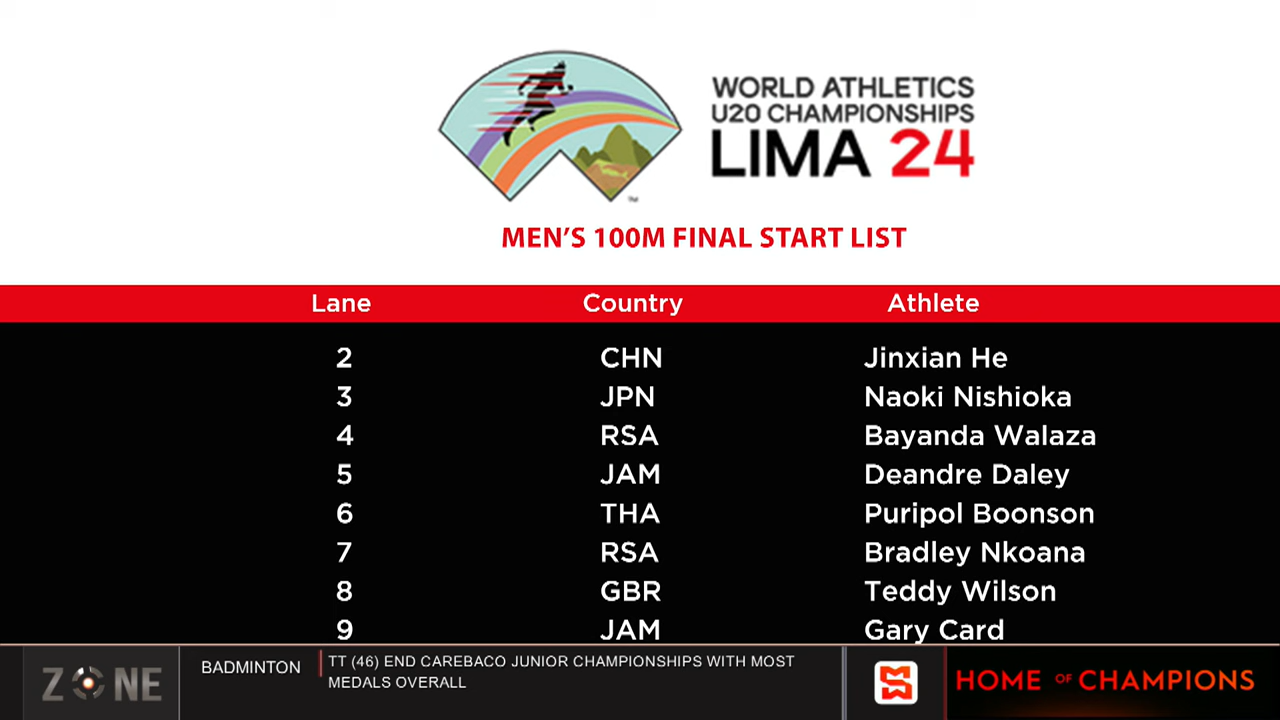 WORLD ATHLETICS
U20 CHAMPIONSHIPS
LIMA 24
TM
MEN'S 100M FINAL START LIST
Lane Country Athlete
2 CHN Jinxian He
3 JPN Naoki Nishioka
4 RSA Bayanda Walaza
5 JAM Deandre Daley
6 THA Puripol Boonson
7 RSA Bradley Nkoana
8 GBR Teddy Wilson
9 JAM Gary Card
ZONE
BADMINTON
TT (46) END CAREBACO JUNIOR CHAMPIONSHIPS WITH MOST
MEDALS OVERALL
HOME OF CHAMPIONS